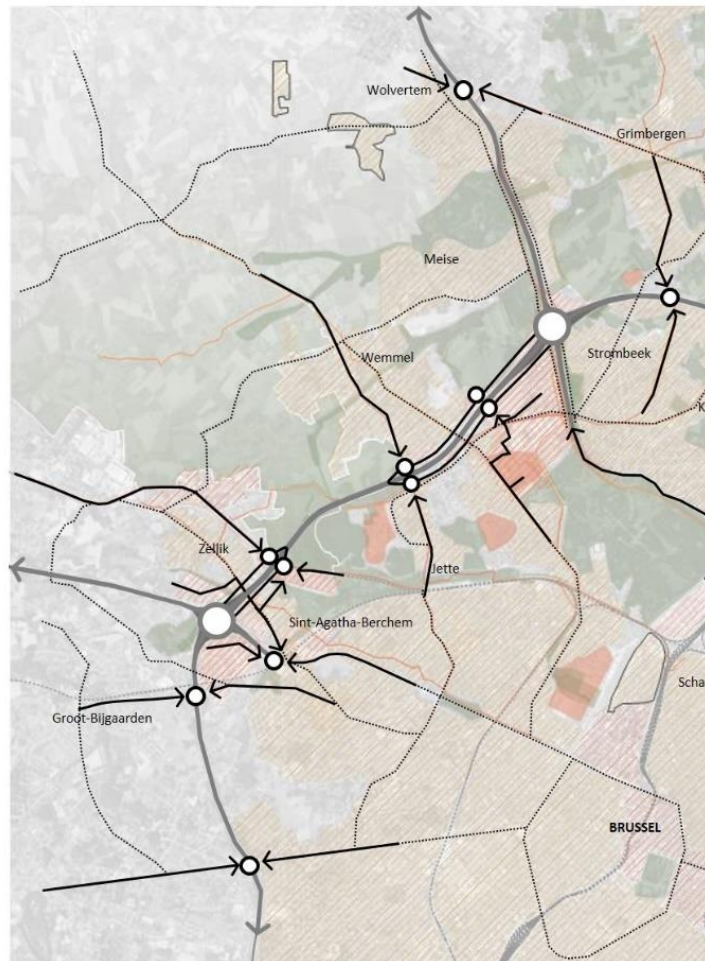 Wolvertem
Grimbergen
Meise
Strombeek
Wemmel
K
Zellik
Jette
Sint-Agatha-Berchem
Scha
Groot-Bijgaarden
BRUSSEL